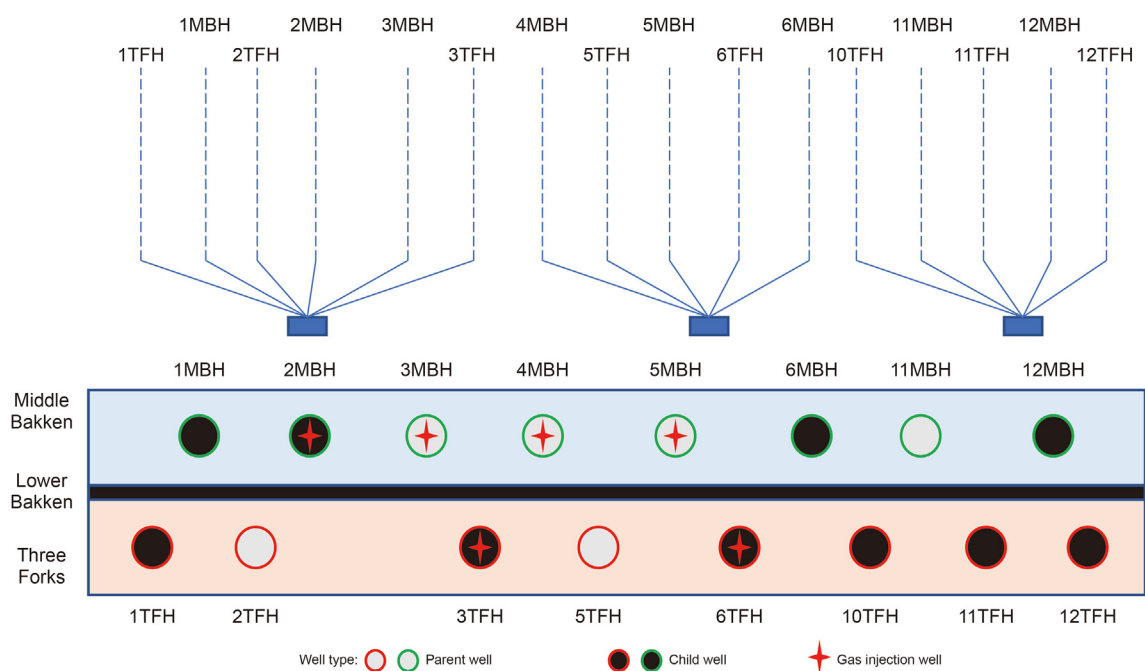 1MBH 2MBH 3MBH 4MBH 5MBH 6MBH 11MBH 12MBH
1TFH 2TFH 3TFH 5TFH 6TFH 10TFH 11TFH 12TFH
1MBH 2MBH 3MBH 4MBH 5MBH 6MBH 11MBH 12MBH
Middle
Bakken
Lower
Bakken
Three
Forks
1TFH 2TFH 3TFH 5TFH 6TFH 10TFH 11TFH 12TFH
Well type: Parent well Child well Gas injection well